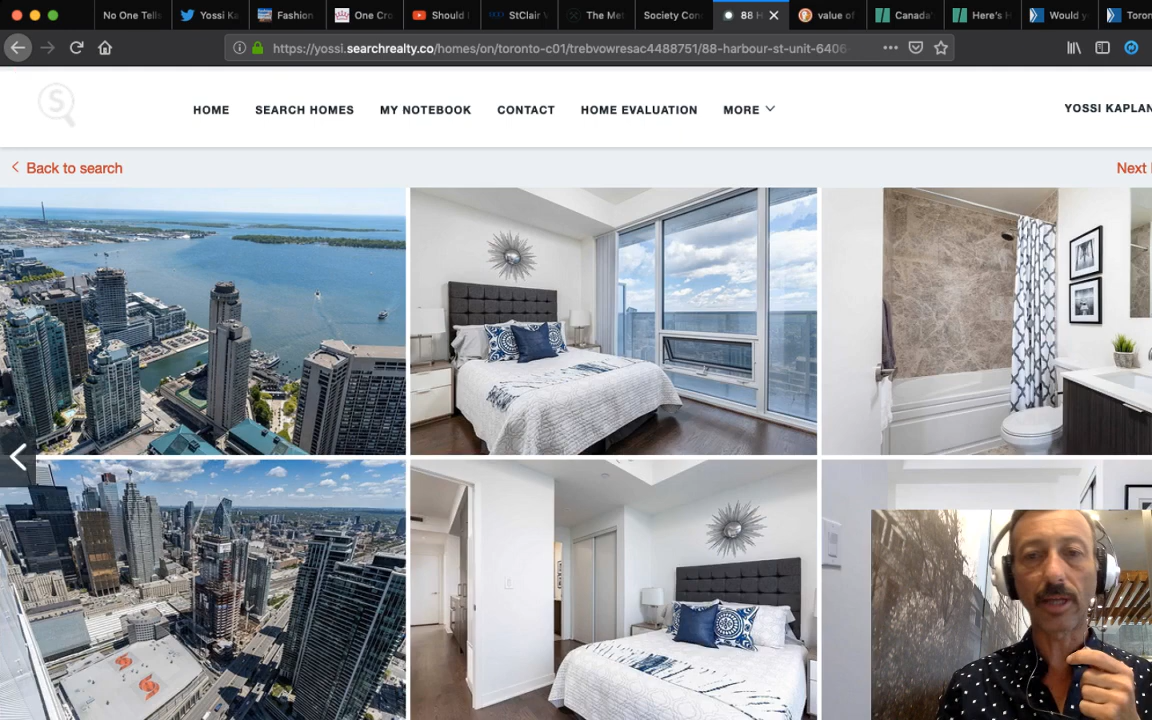 No One Tells
Yossi Ka
Fashion
One Cro
Should
StClair
The Met
Society Con
88 H
value of
Canada'
Here's H
Would y
Toron
https://yossi.searchrealty.co/homes/on/toronto-c01/trebvowresac4488751/88-harbour-st-unit-6406-
S
HOME
SEARCH HOMES
MY NOTEBOOK
CONTACT
HOME EVALUATION
MORE
YOSSI KAPLAN
Back to search
Next